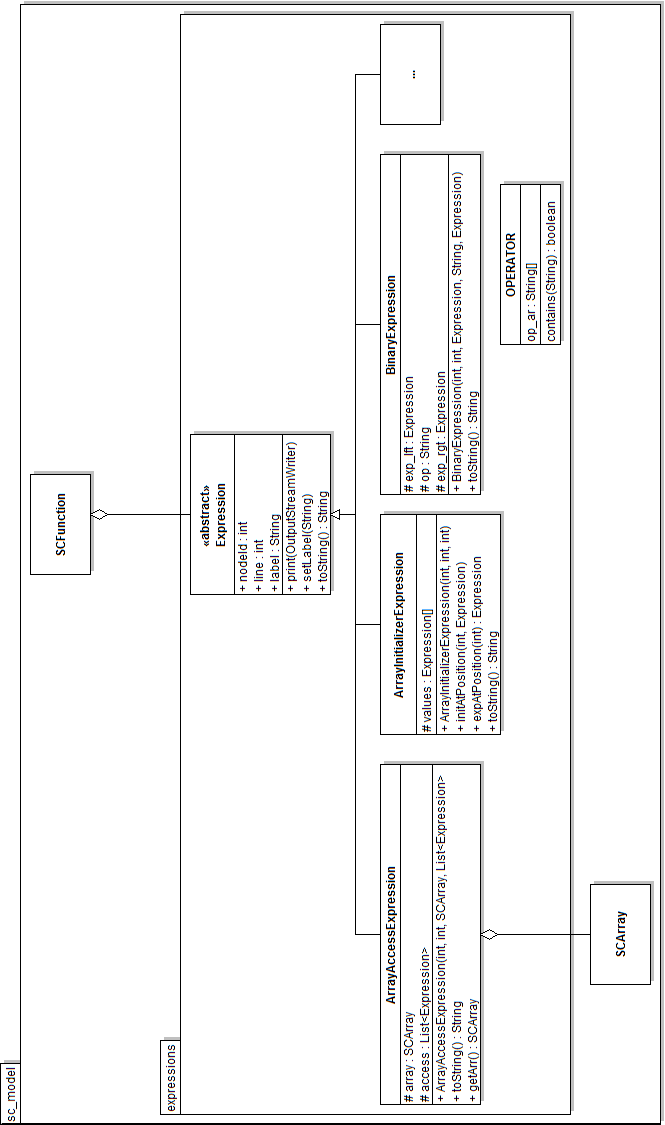 sc_model
SCFunction
expressions
«abstract»
Expression
+ nodeId : int
+ line : int
+ label : String
+ print(OutputStreamWriter)
+ setLabel(String)
+ toString() : String
ArrayAccessExpression
# array : SCArray
# access : List<Expression>
+ ArrayAccessExpression(int, int, SCArray, List<Expression>
+ toString() : String
+ getArr() : SCArray
ArrayInitializerExpression
# values : Expression[]
+ ArrayInitializerExpression(int, int, int)
+ initAtPosition(int, Expression)
+ expAtPosition(int) : Expression
+ toString() : String
BinaryExpression
# exp_lft : Expression
# op : String
# exp_rgt : Expression
+ BinaryExpression(int, int, Expression, String, Expression)
+ toString() : String
...
OPERATOR
op_ar : String[]
contains(String) : boolean
SCArray